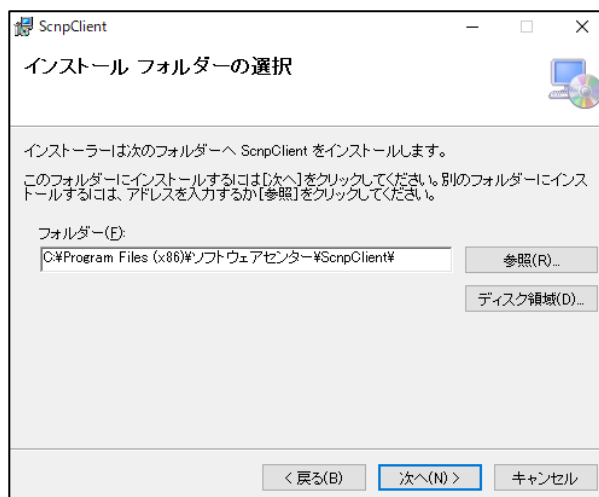 ScnpClient
インストール フォルダーの選択
インストーラーは次のフォルダーへ ScnpClient をインストールします。
このフォルダーにインストールするには[次へ]をクリックしてください。別のフォルダーにインス
トールするには、アドレスを入力するか[参照]をクリックしてください。
フォルダー(F):
C:¥Program Files (x86)¥ソフトウェアセンター¥ScnpClient¥
参照(R)...
ディスク領域(D)...
< 戻る(B)
次へ(N) >
キャンセル